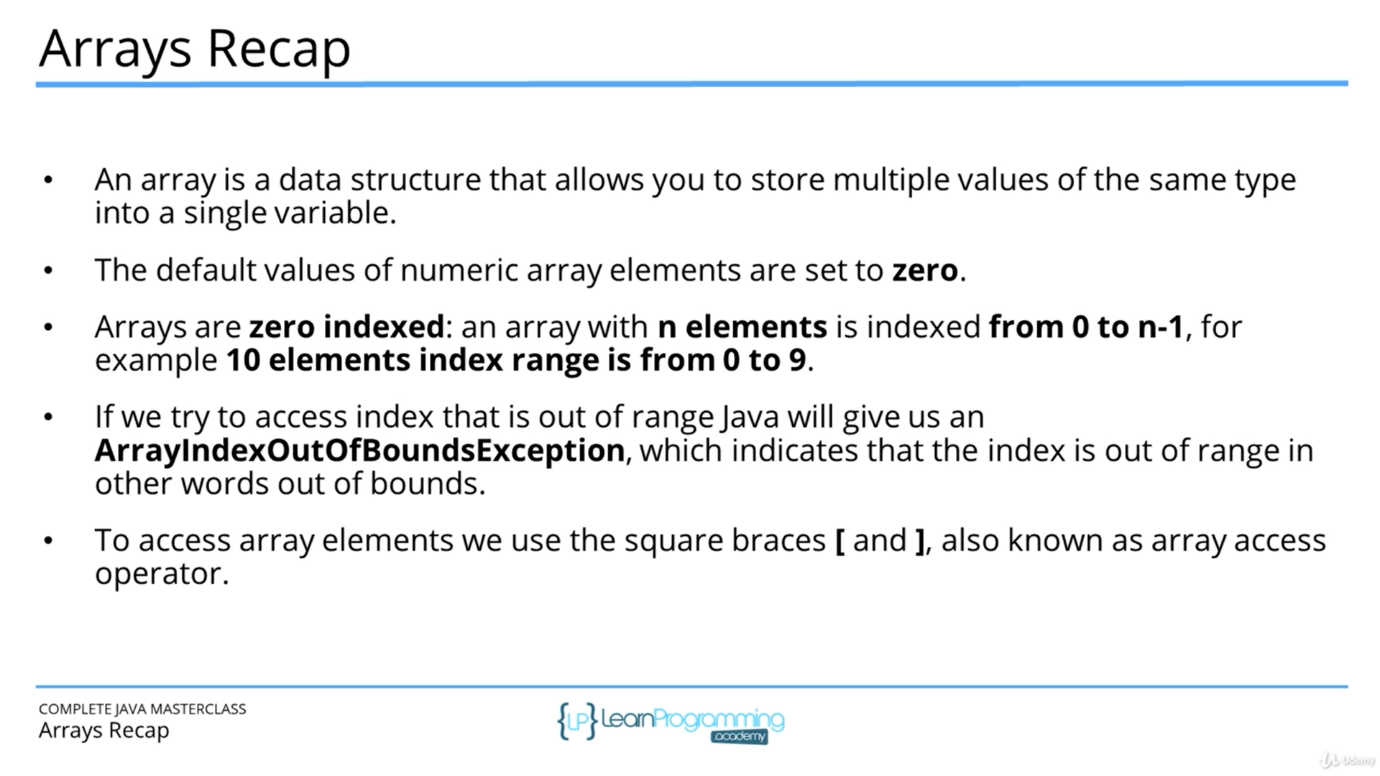 Arrays Recap
• An array is a data structure that allows you to store multiple values of the same type
into a single variable.
• The default values of numeric array elements are set to zero.
• Arrays are zero indexed: an array with n elements is indexed from 0 to n-1, for
example 10 elements index range is from 0 to 9.
• If we try to access index that is out of range Java will give us an
ArrayIndexOutOfBoundsException, which indicates that the index is out of range in
other words out of bounds.
• To access array elements we use the square braces [ and ], also known as array access
operator.
COMPLETE JAVA MASTERCLASS
Arrays Recap
{LP} LearnProgramming
.academy
Udemy